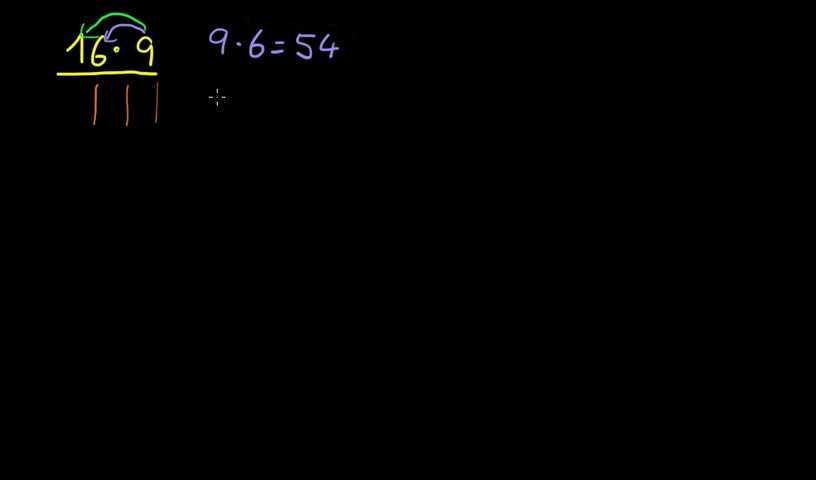 16 · 9
9 · 6 = 54